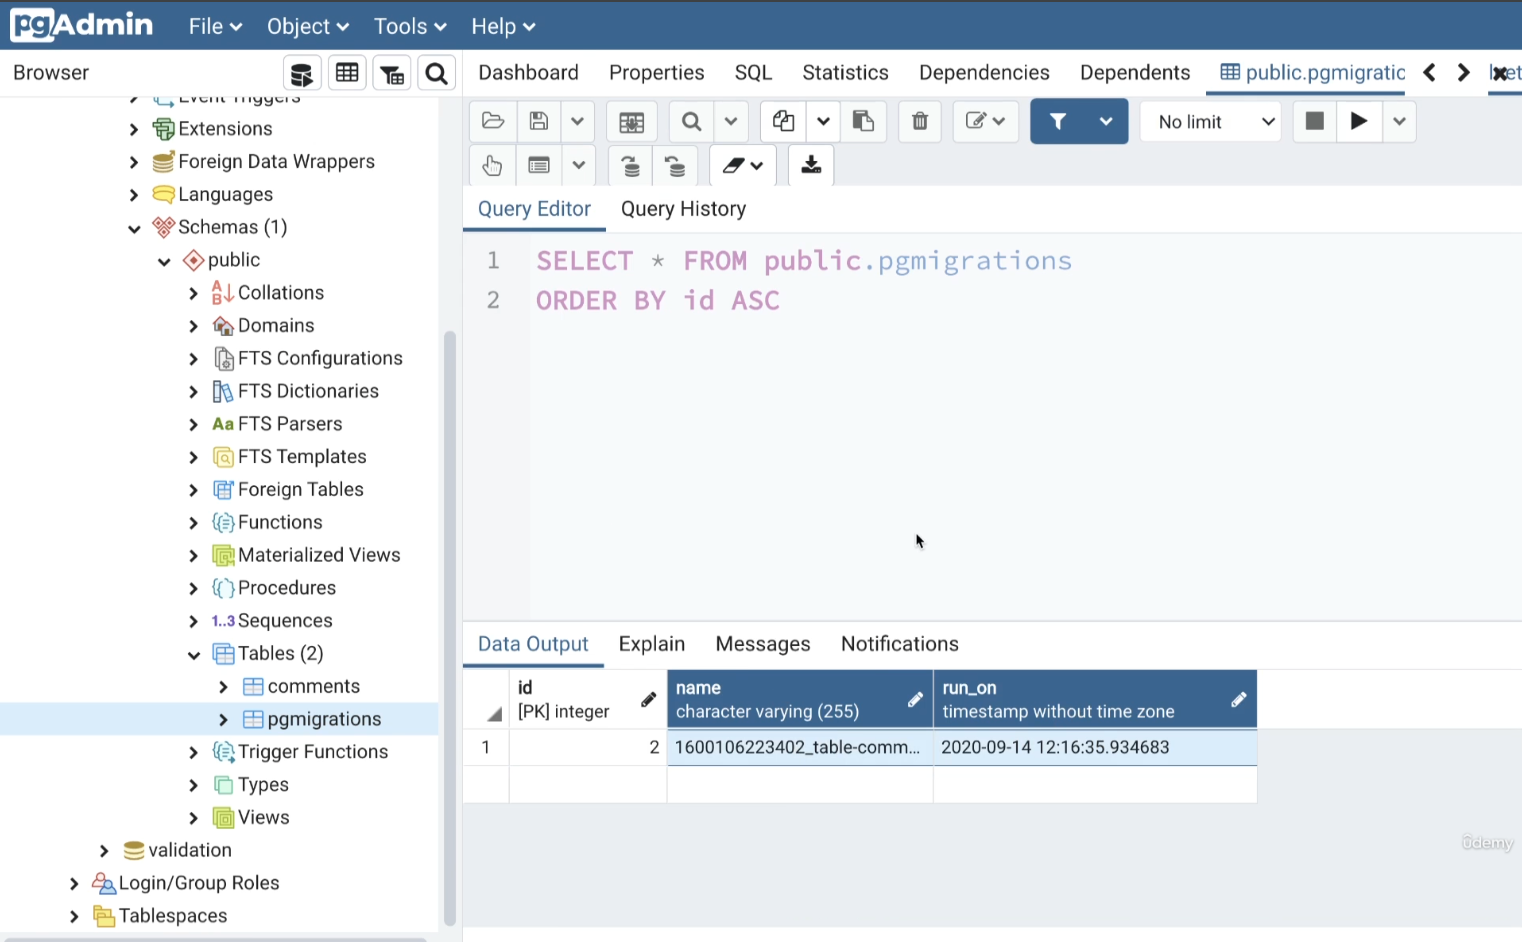 pgAdmin File Object Tools Help
Browser
Dashboard Properties SQL Statistics Dependencies Dependents public.pgmigratic
Event Triggers
Extensions
Foreign Data Wrappers
Languages
Schemas (1)
public
Collations
Domains
FTS Configurations
FTS Dictionaries
Aa FTS Parsers
FTS Templates
Foreign Tables
Functions
Materialized Views
Procedures
1..3 Sequences
Tables (2)
comments
pgmigrations
Trigger Functions
Types
Views
validation
Login/Group Roles
Tablespaces
No limit
Query Editor Query History
1 SELECT * FROM public.pgmigrations
2 ORDER BY id ASC
Data Output Explain Messages Notifications
id name run_on
[PK] integer character varying (255) timestamp without time zone
1 2 1600106223402_table-comm... 2020-09-14 12:16:35.934683
ûdemy